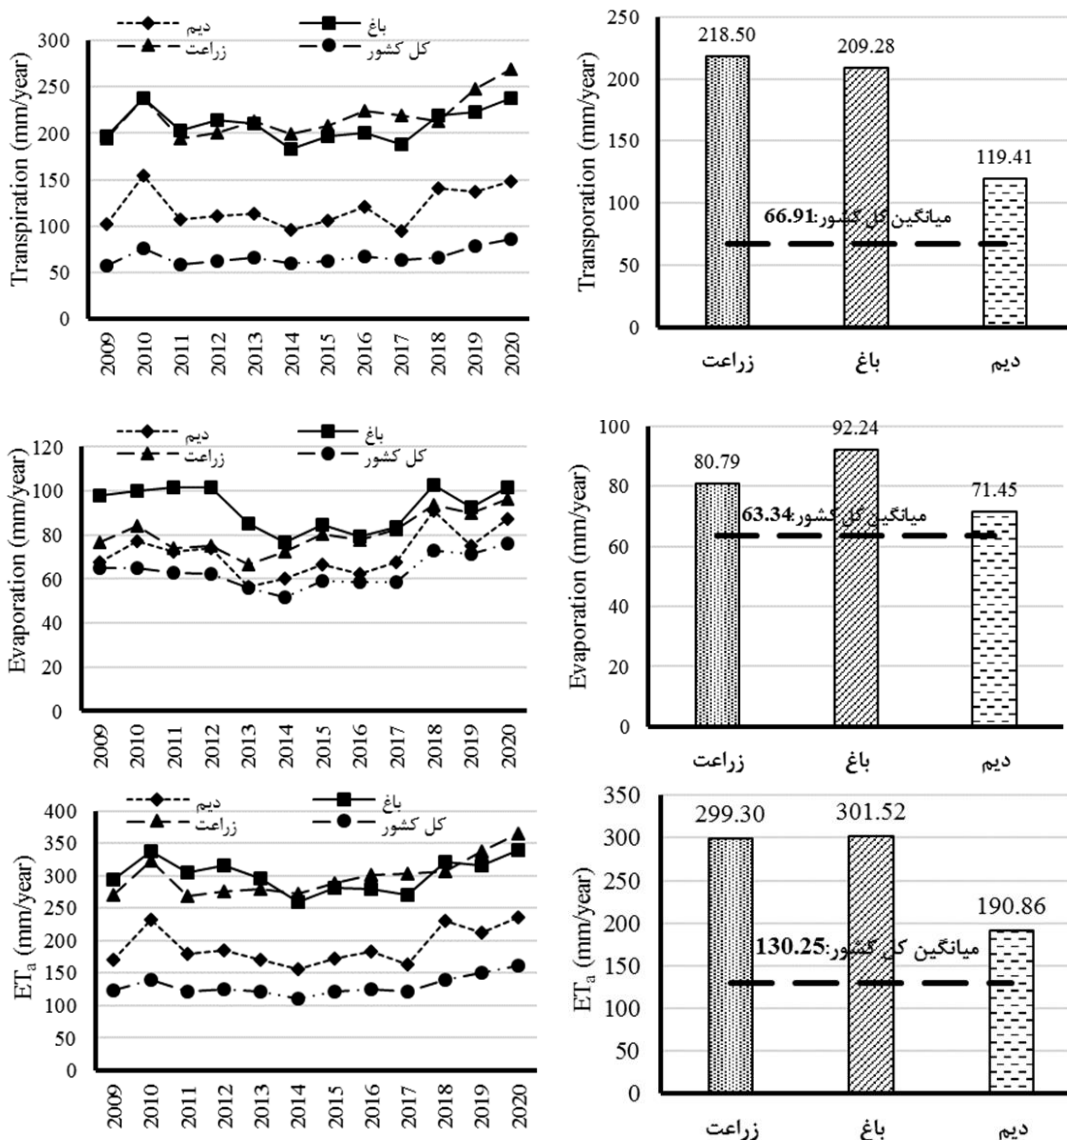 دیم
باغ
زراعت
کل کشور
Transpiration (mm/year)
300
250
200
150
100
50
0
2009
2010
2011
2012
2013
2014
2015
2016
2017
2018
2019
2020
Transporation (mm/year)
250
200
150
100
50
0
218.50
209.28
119.41
میانگین کل کشور:66.91
زراعت
باغ
دیم
دیم
باغ
زراعت
کل کشور
Evaporation (mm/year)
120
100
80
60
40
20
0
2009
2010
2011
2012
2013
2014
2015
2016
2017
2018
2019
2020
Evaporation (mm/year)
100
80
60
40
20
0
80.79
92.24
71.45
میانگین کل کشور:63.34
زراعت
باغ
دیم
دیم
باغ
زراعت
کل کشور
ETa (mm/year)
400
350
300
250
200
150
100
50
0
2009
2010
2011
2012
2013
2014
2015
2016
2017
2018
2019
2020
ETa (mm/year)
350
300
250
200
150
100
50
0
299.30
301.52
190.86
میانگین کل کشور:130.25
زراعت
باغ
دیم